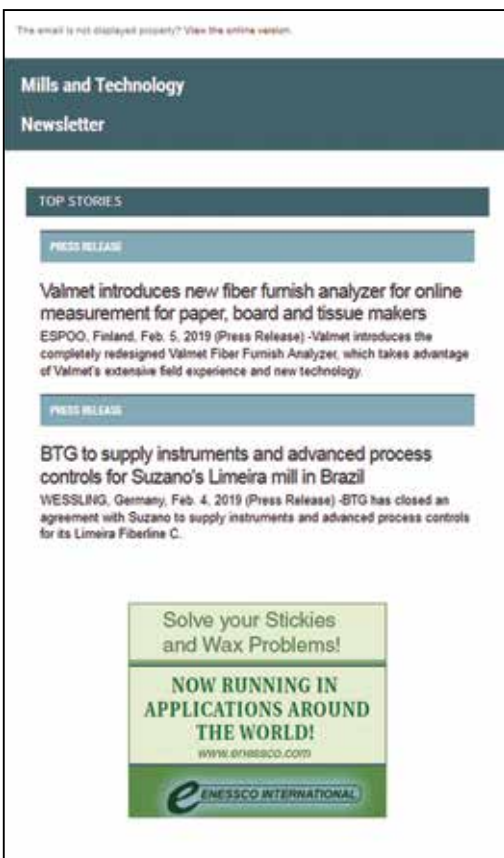 The email is not displayed properly? View the online version.
Mills and Technology
Newsletter
TOP STORIES
PRESS RELEASE
Valmet introduces new fiber furnish analyzer for online
measurement for paper, board and tissue makers
ESPOO, Finland, Feb. 5, 2019 (Press Release) -Valmet introduces the
completely redesigned Valmet Fiber Furnish Analyzer, which takes advantage
of Valmet's extensive field experience and new technology.
PRESS RELEASE
BTG to supply instruments and advanced process
controls for Suzano's Limeira mill in Brazil
WESSLING, Germany, Feb. 4, 2019 (Press Release) -BTG has closed an
agreement with Suzano to supply instruments and advanced process controls
for its Limeira Fiberline C.
Solve your Stickies
and Wax Problems!
NOW RUNNING IN
APPLICATIONS AROUND
THE WORLD!
www.enessco.com
e ENESSCO INTERNATIONAL